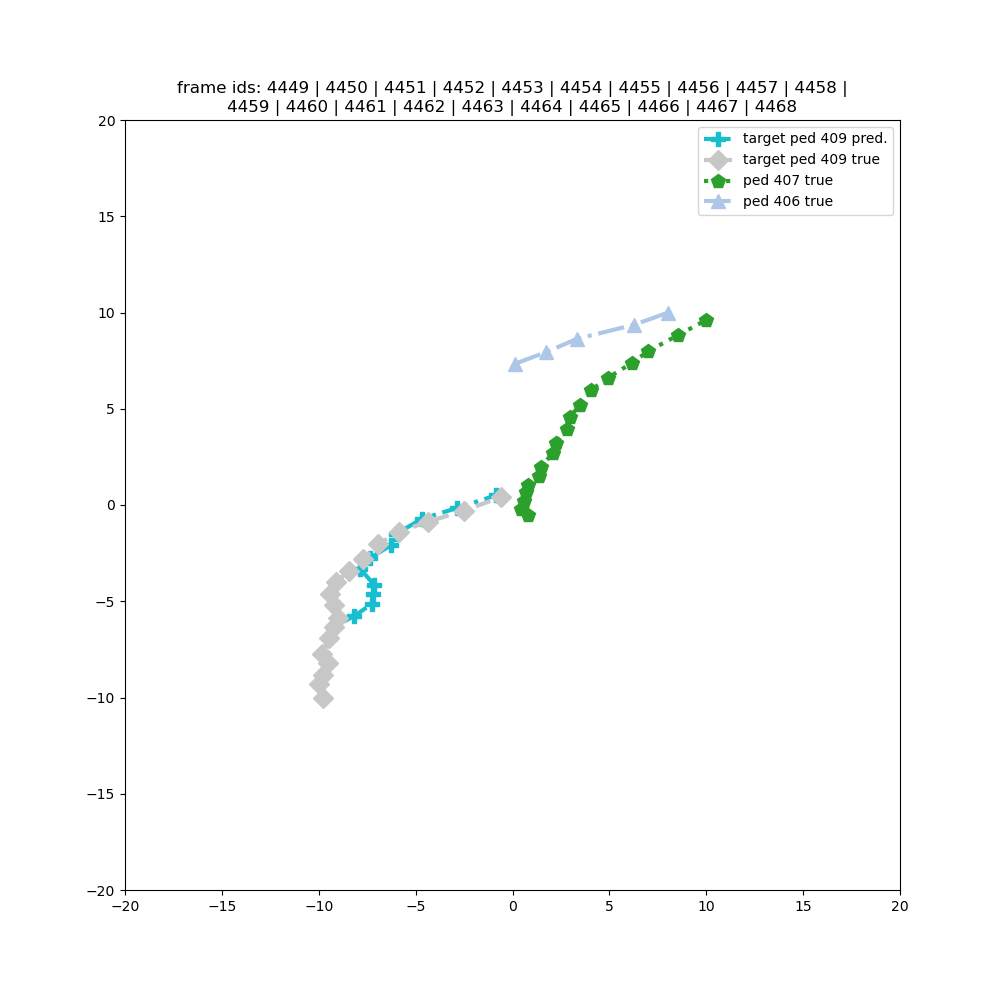 frame ids: 4449 | 4450 | 4451 | 4452 | 4453 | 4454 | 4455 | 4456 | 4457 | 4458 |
4459 | 4460 | 4461 | 4462 | 4463 | 4464 | 4465 | 4466 | 4467 | 4468
target ped 409 pred.
target ped 409 true
ped 407 true
ped 406 true
20
15
10
5
0
−5
−10
−15
−20
−20 −15 −10 −5 0 5 10 15 20